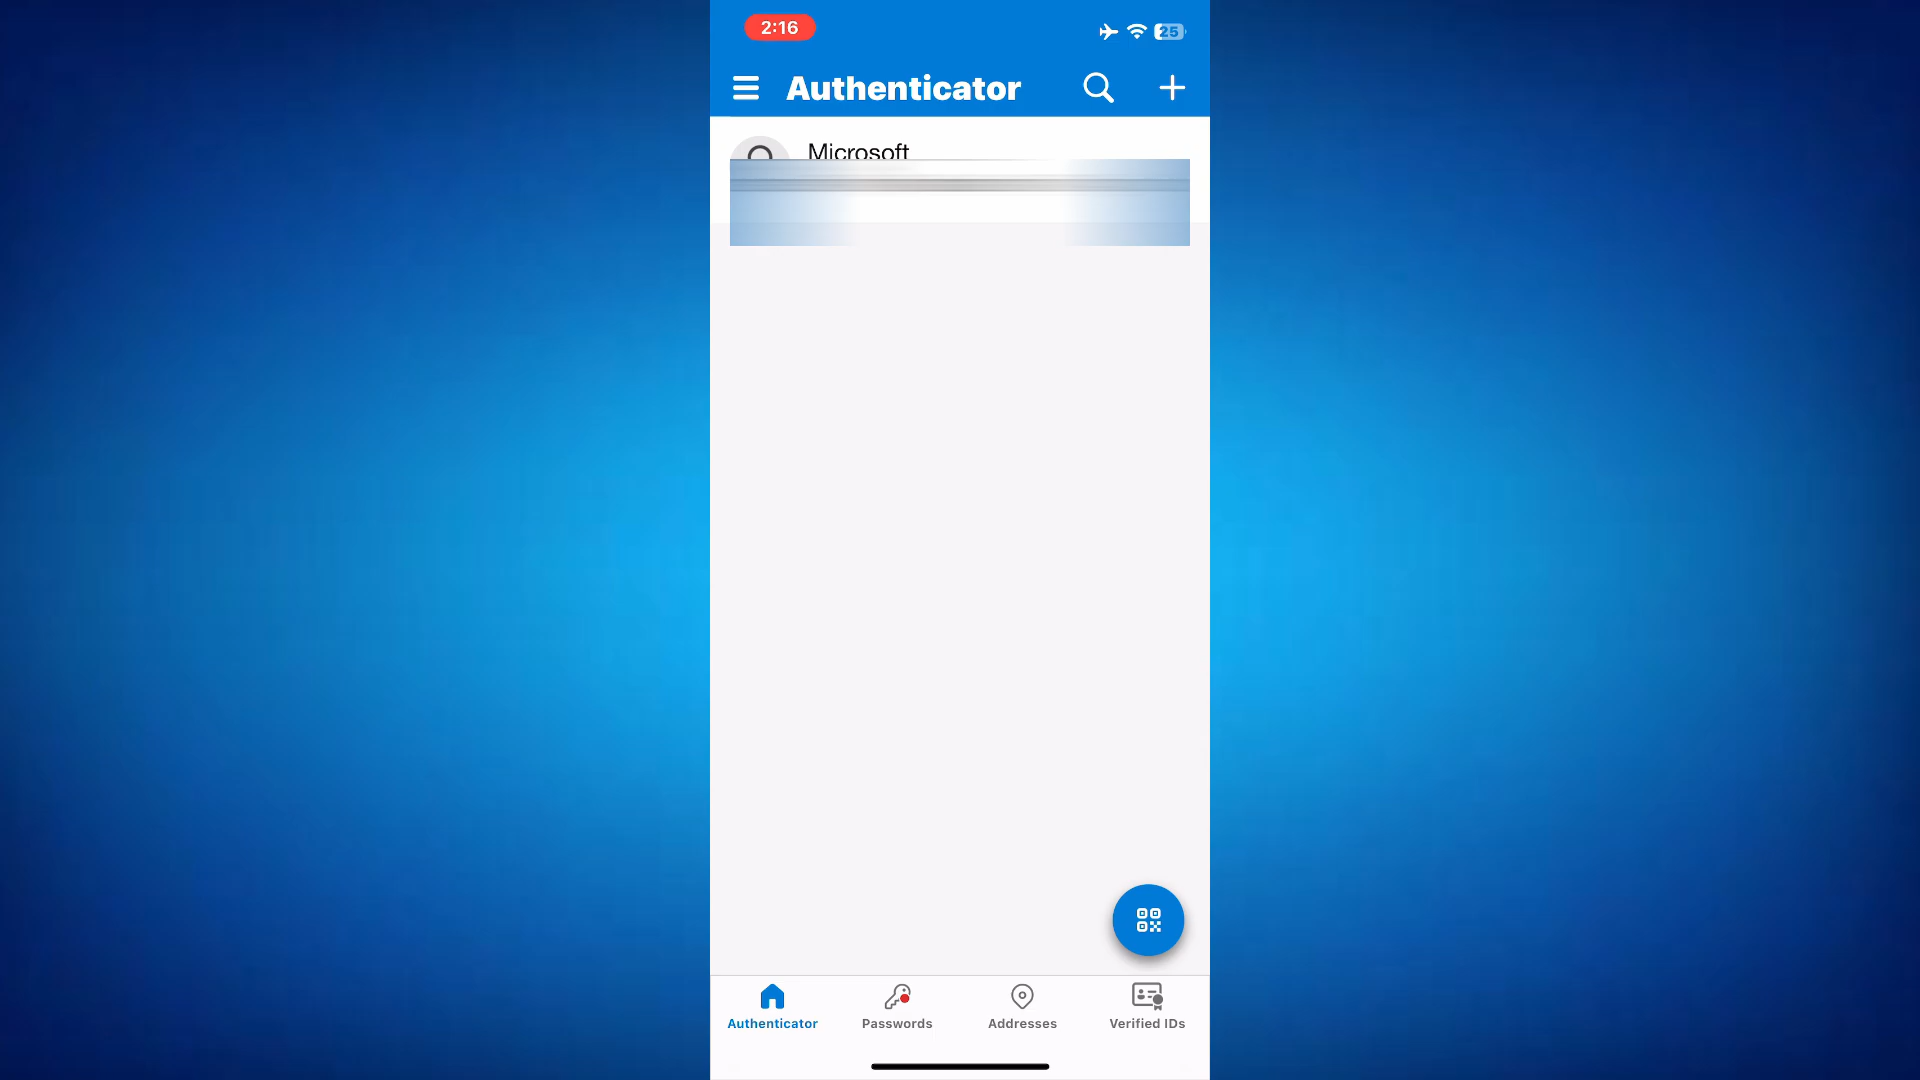 2:16
25
Authenticator
Microsoft
Authenticator
Passwords
Addresses
Verified IDs